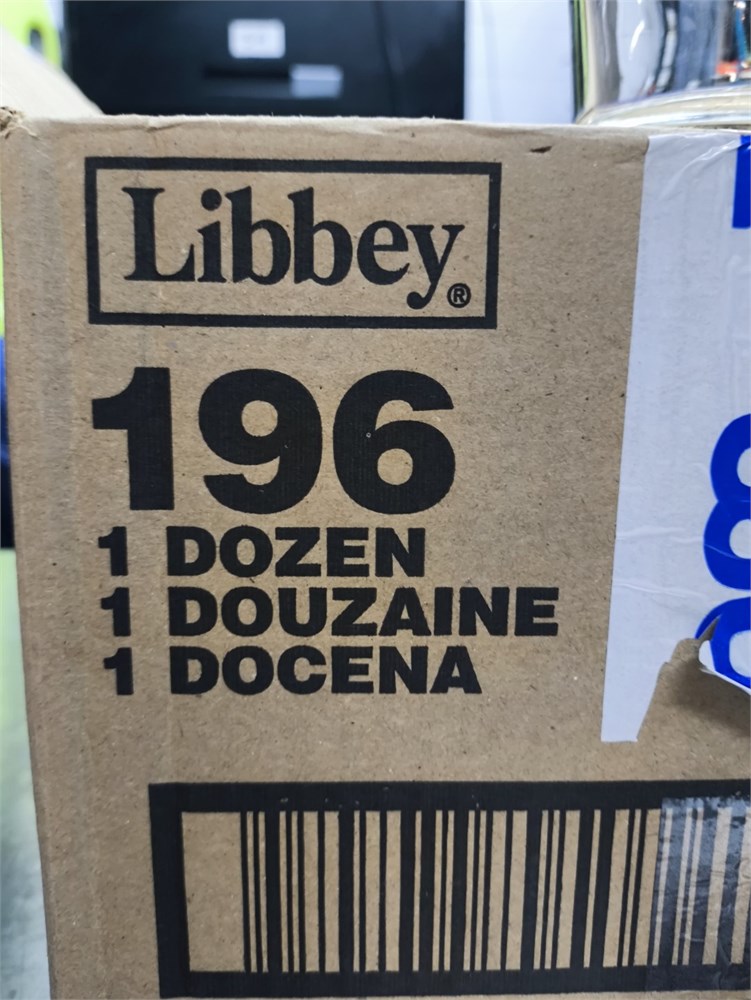 Libbey®
196
1 DOZEN
1 DOUZAINE
1 DOCENA